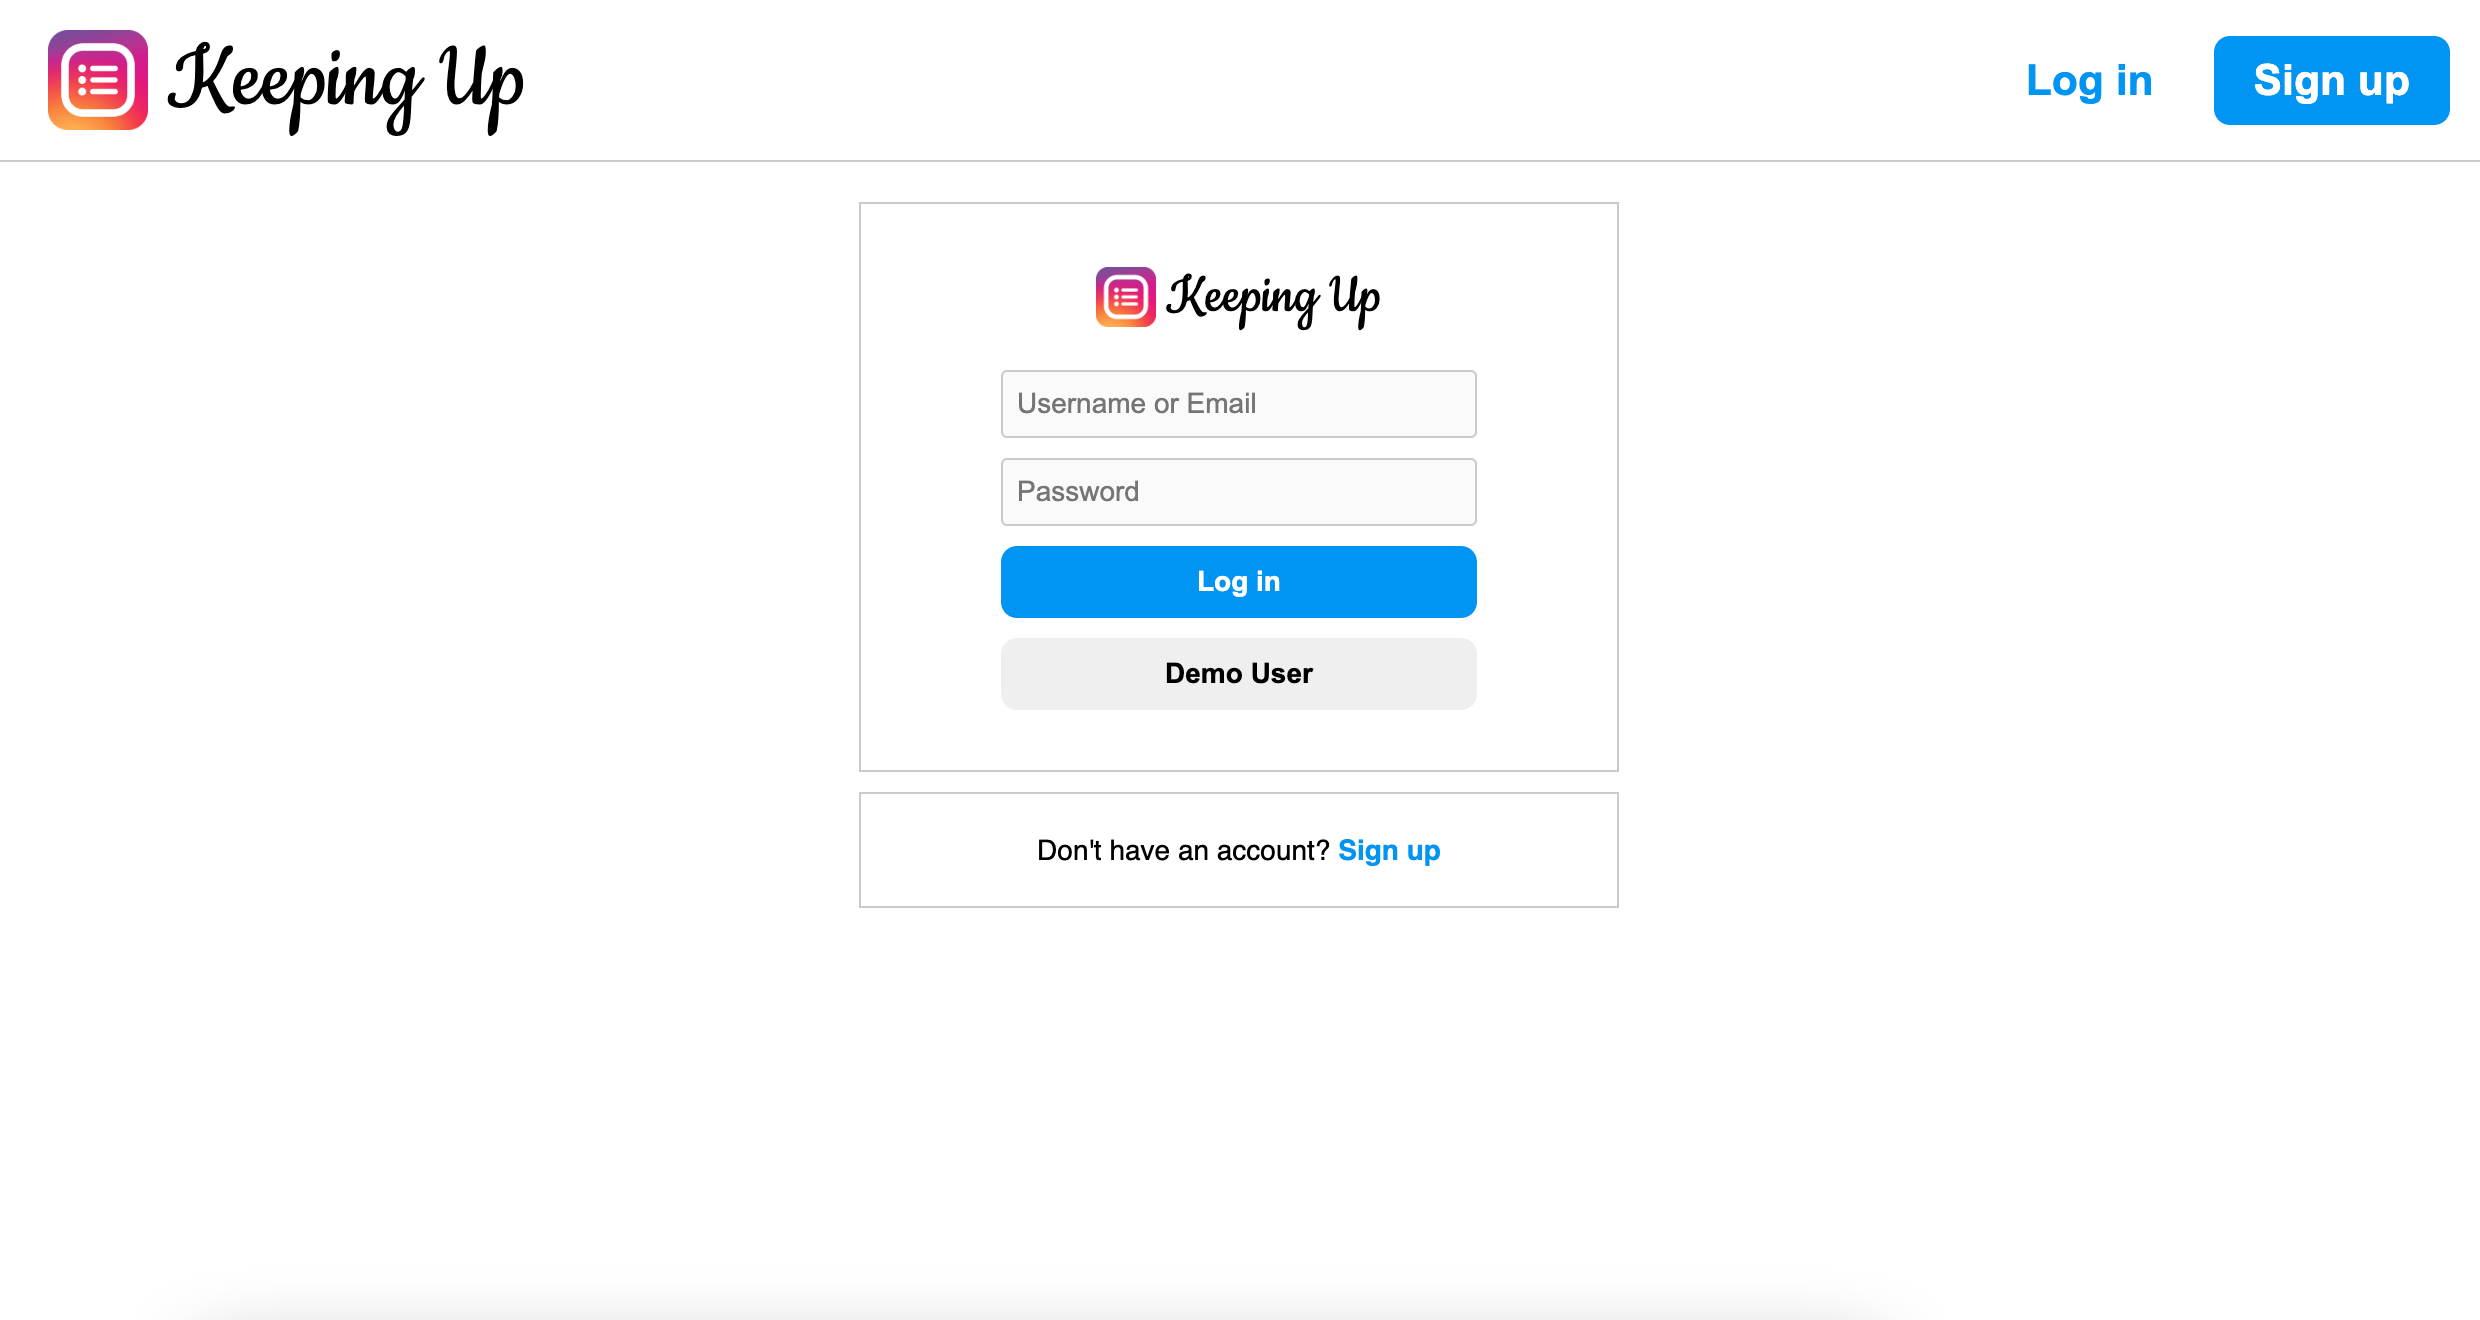 Keeping Up
Log in
Sign up
Keeping Up
Username or Email
Password
Log in
Demo User
Don't have an account? Sign up